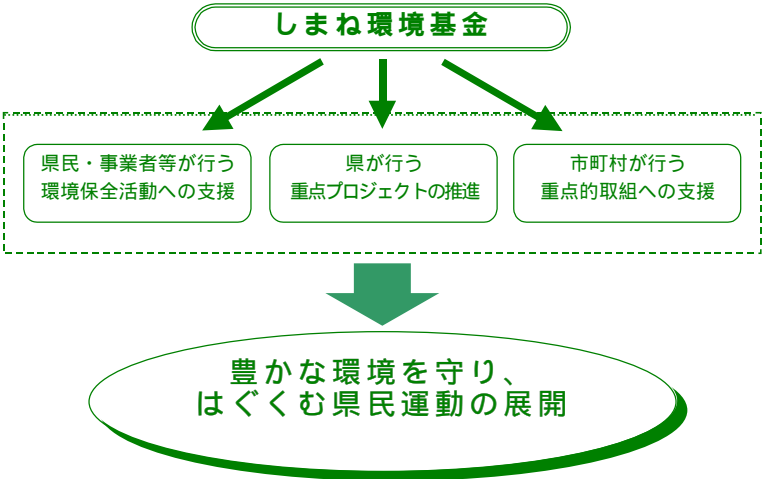 しまね環境基金
県民・事業者等が行う
環境保全活動への支援
県が行う
重点プロジェクトの推進
市町村が行う
重点的取組への支援
豊かな環境を守り、
はぐくむ県民運動の展開